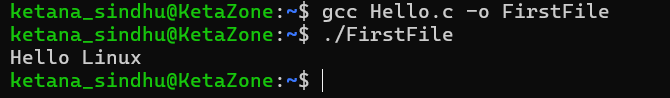 ketana_sindhu@KetaZone:~$ gcc Hello.c -o FirstFile
ketana_sindhu@KetaZone:~$ ./FirstFile
Hello Linux
ketana_sindhu@KetaZone:~$